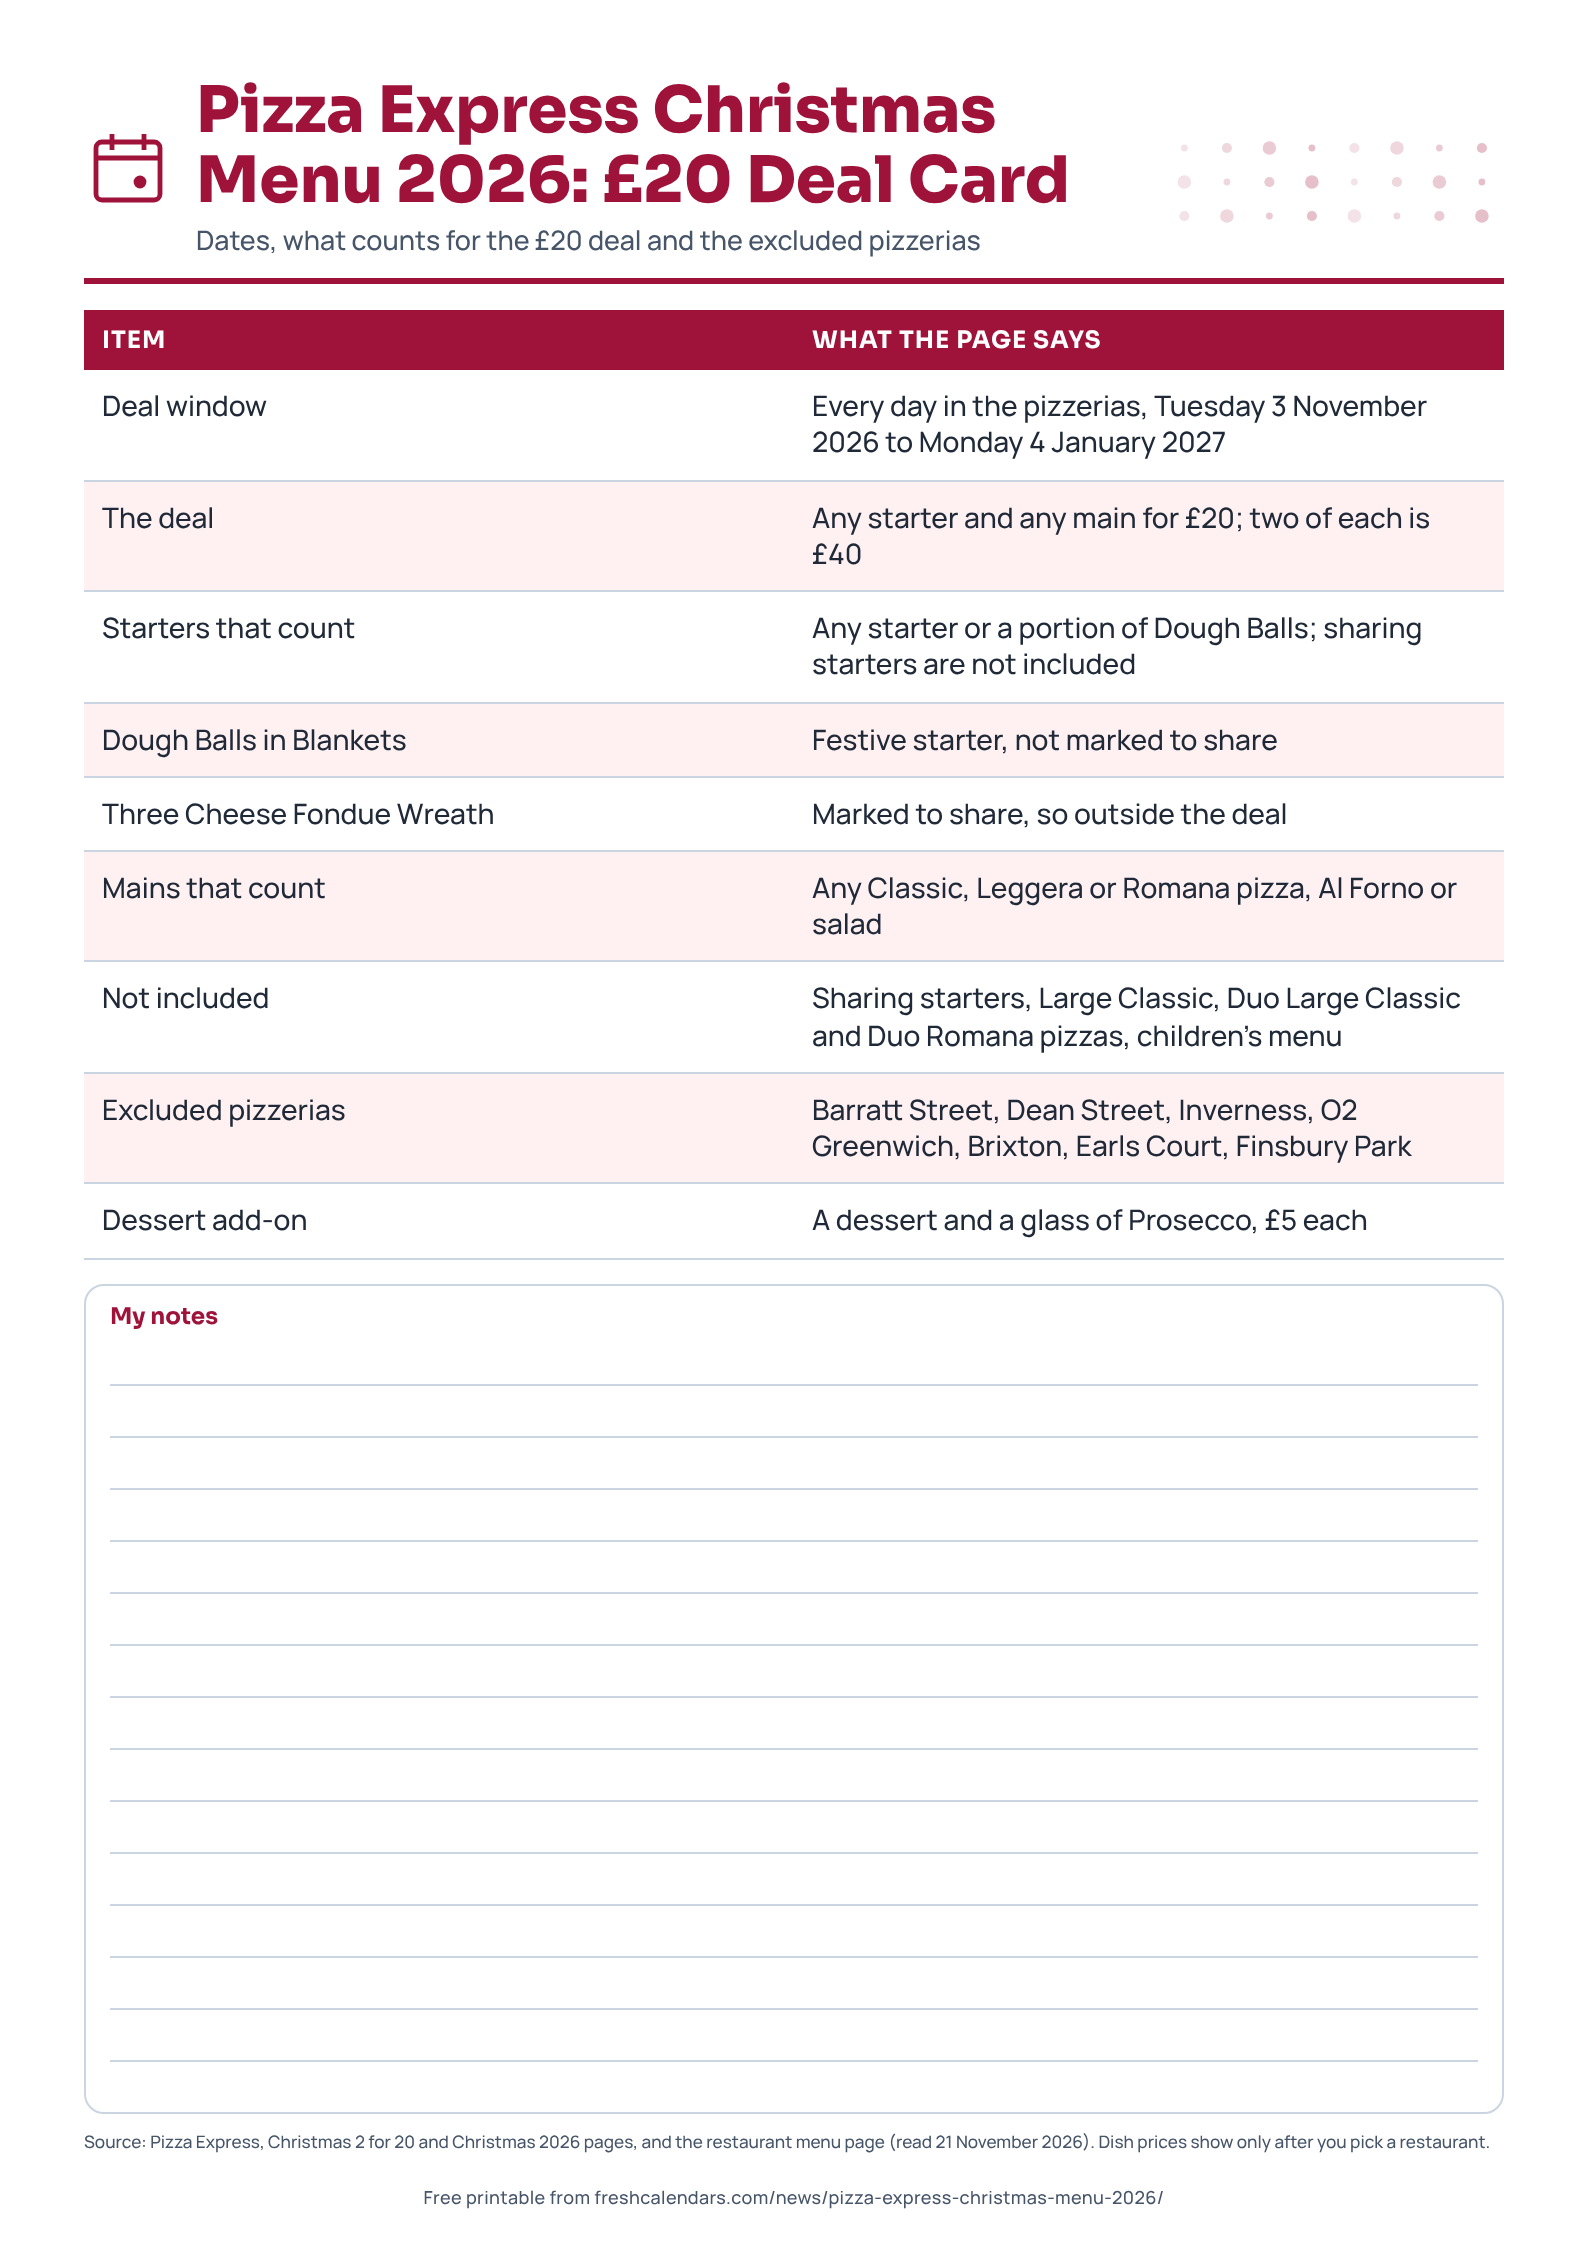 Pizza Express Christmas
Menu 2026: £20 Deal Card
Dates, what counts for the £20 deal and the excluded pizzerias
ITEM
WHAT THE PAGE SAYS
Deal window
Every day in the pizzerias, Tuesday 3 November
2026 to Monday 4 January 2027
The deal
Any starter and any main for £20; two of each is
£40
Starters that count
Any starter or a portion of Dough Balls; sharing
starters are not included
Dough Balls in Blankets
Festive starter, not marked to share
Three Cheese Fondue Wreath
Marked to share, so outside the deal
Mains that count
Any Classic, Leggera or Romana pizza, Al Forno or
salad
Not included
Sharing starters, Large Classic, Duo Large Classic
and Duo Romana pizzas, children’s menu
Excluded pizzerias
Barratt Street, Dean Street, Inverness, O2
Greenwich, Brixton, Earls Court, Finsbury Park
Dessert add-on
A dessert and a glass of Prosecco, £5 each
My notes
Source: Pizza Express, Christmas 2 for 20 and Christmas 2026 pages, and the restaurant menu page (read 21 November 2026). Dish prices show only after you pick a restaurant.
Free printable from freshcalendars.com/news/pizza-express-christmas-menu-2026/